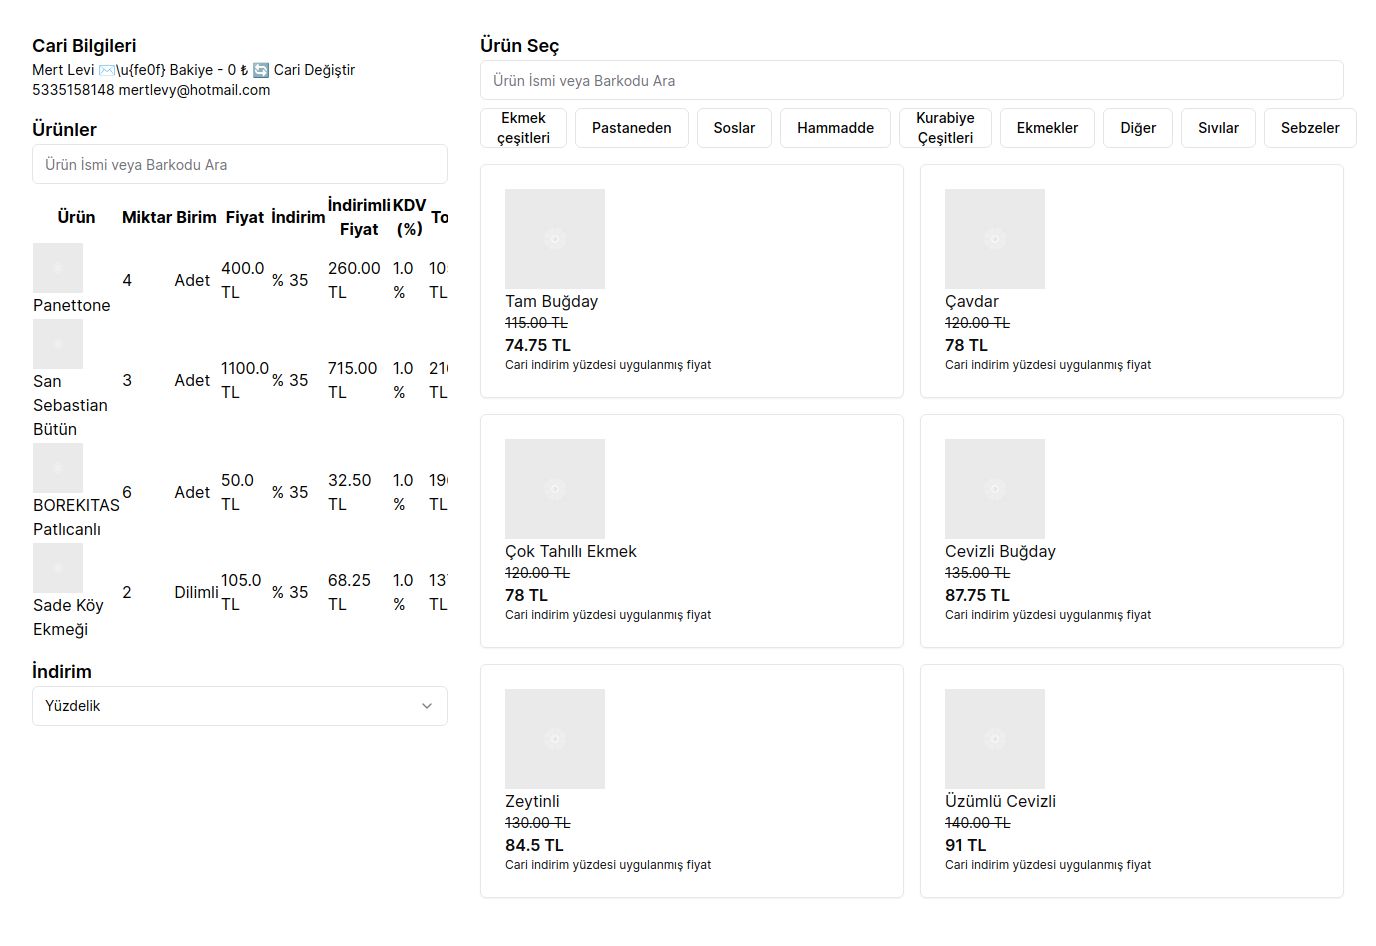 Cari Bilgileri
Mert Levi ✉️\u{fe0f} Bakiye - 0 ₺ 🔄 Cari Değiştir
5335158148 mertlevy@hotmail.com
Ürünler
Ürün İsmi veya Barkodu Ara
Ürün Miktar Birim Fiyat İndirim İndirimli Fiyat KDV (%) To
Panettone 4 Adet 400.0 TL % 35 260.00 TL 1.0 % TL
San Sebastian Bütün 3 Adet 1100.0 TL % 35 715.00 TL 1.0 % TL
BOREKITAS Patlıcanlı 6 Adet 50.0 TL % 35 32.50 TL 1.0 % TL
Sade Köy Ekmeği 2 Dilimli 105.0 TL % 35 68.25 TL 1.0 % TL
İndirim
Yüzdelik
Ürün Seç
Ürün İsmi veya Barkodu Ara
Ekmek çeşitleri Pastaneden Soslar Hammadde Kurabiye Çeşitleri Ekmekler Diğer Sıvılar Sebzeler
Tam Buğday
115.00 TL
74.75 TL
Cari indirim yüzdesi uygulanmış fiyat
Çavdar
120.00 TL
78 TL
Cari indirim yüzdesi uygulanmış fiyat
Çok Tahıllı Ekmek
120.00 TL
78 TL
Cari indirim yüzdesi uygulanmış fiyat
Cevizli Buğday
135.00 TL
87.75 TL
Cari indirim yüzdesi uygulanmış fiyat
Zeytinli
130.00 TL
84.5 TL
Cari indirim yüzdesi uygulanmış fiyat
Üzümlü Cevizli
140.00 TL
91 TL
Cari indirim yüzdesi uygulanmış fiyat